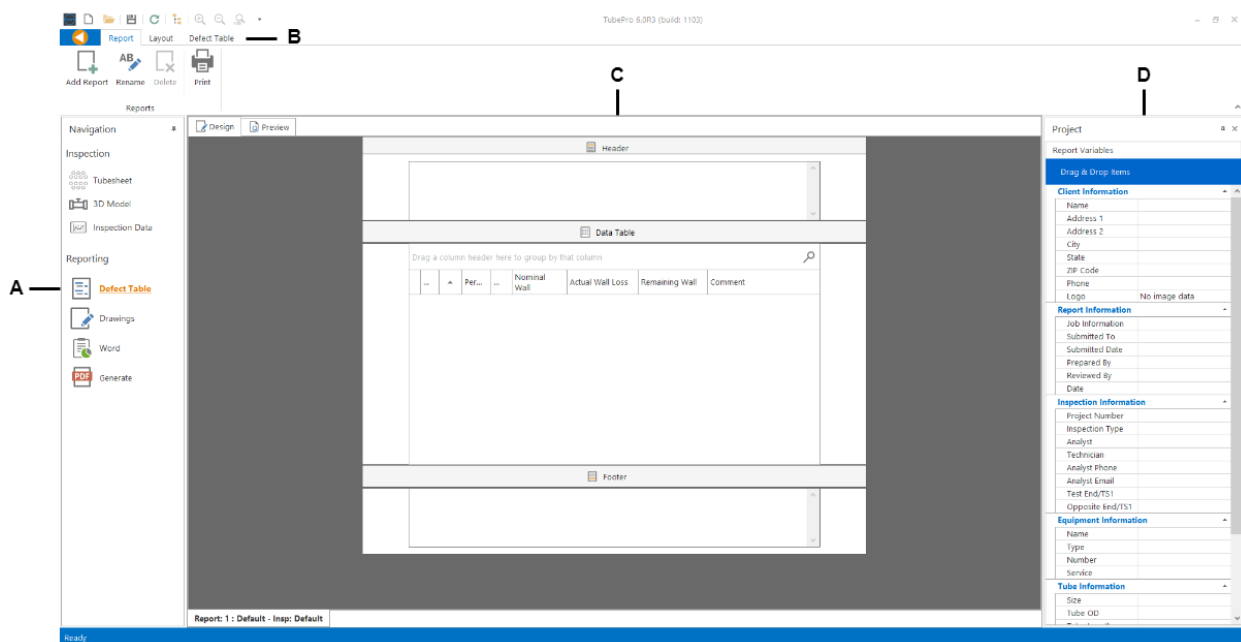 TubePro 6.0R3 (build: 1103)
Report Layout Defect Table B
Add Report Rename Delete Print
Reports
C
D
A
Navigation
Inspection
Tubesheet
3D Model
Inspection Data
Reporting
Defect Table
Drawings
Word
PDF Generate
Design Preview
Header
Data Table
Drag a column header here to group by that column
... Per... ... Nominal Wall Actual Wall Loss Remaining Wall Comment
Footer
Report: 1 : Default - Insp: Default
Project
Report Variables
Drag & Drop Items
Client Information
Name
Address 1
Address 2
City
State
ZIP Code
Phone
Logo No image data
Report Information
Job Information
Submitted To
Submitted Date
Prepared By
Reviewed By
Date
Inspection Information
Project Number
Inspection Type
Analyst
Technician
Analyst Phone
Analyst Email
Test End/TS1
Opposite End/TS1
Equipment Information
Name
Type
Number
Service
Tube Information
Size
Tube OD
Ready